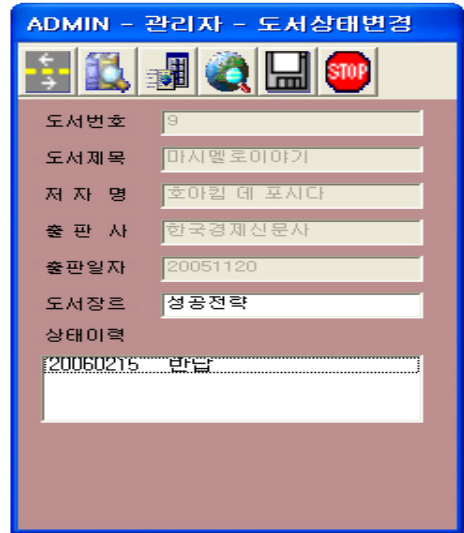 ADMIN - 관리자 - 도서상태변경
STOP
도서번호 9
도서제목 마시멜로이야기
저 자 명 호아킴 데 포시다
출 판 사 한국경제신문사
출판일자 20051120
도서장르 성공전략
상태이력
20060215 반납